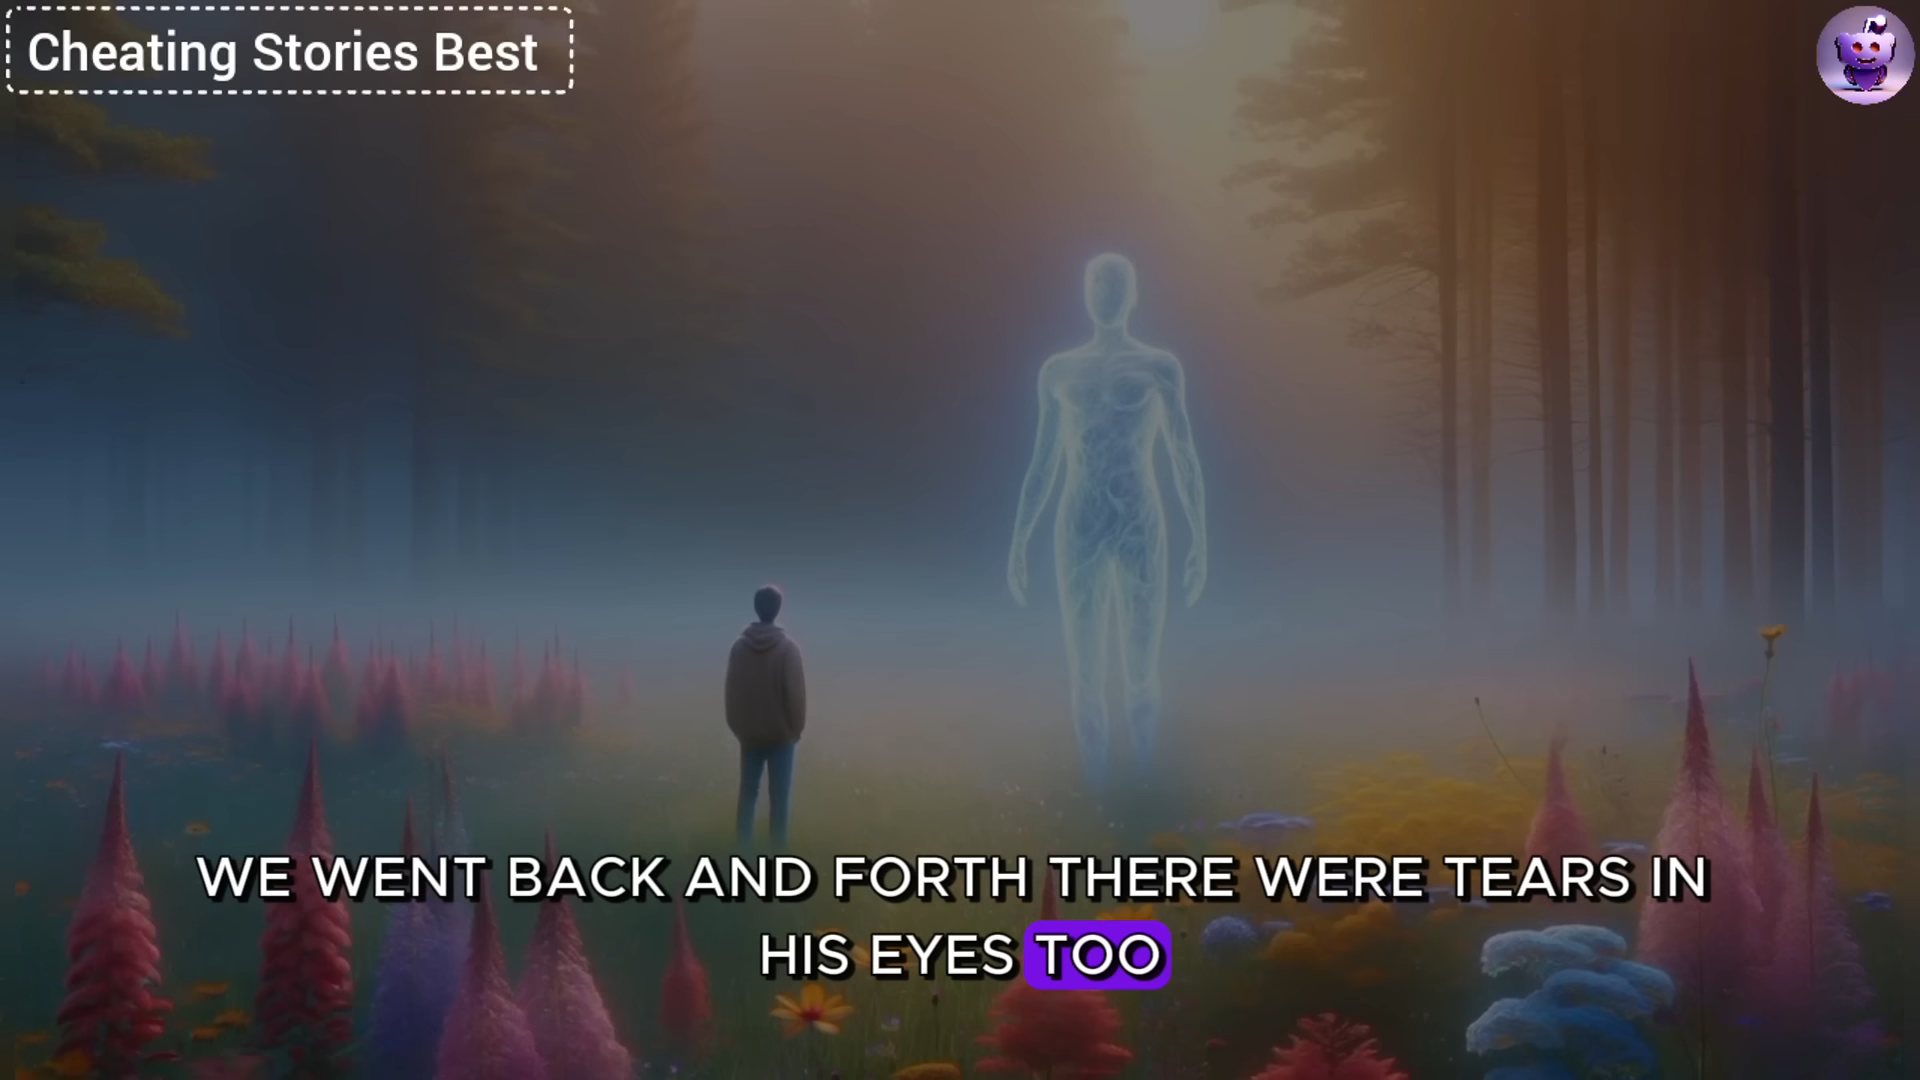 Cheating Stories Best
WE WENT BACK AND FORTH THERE WERE TEARS IN
HIS EYES TOO